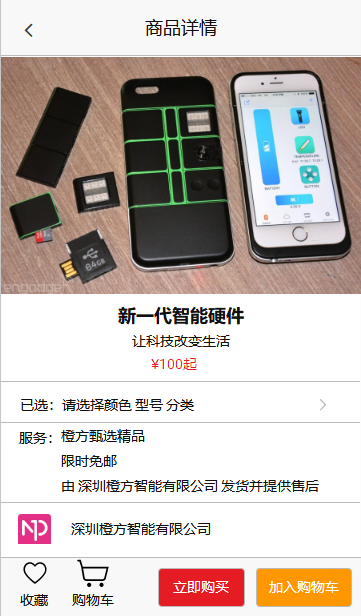 商品详情
64GB
engadget
新一代智能硬件
让科技改变生活
¥100起
已选：请选择颜色 型号 分类
服务：橙方甄选精品
限时免邮
由 深圳橙方智能有限公司 发货并提供售后
深圳橙方智能有限公司
收藏
购物车
立即购买
加入购物车